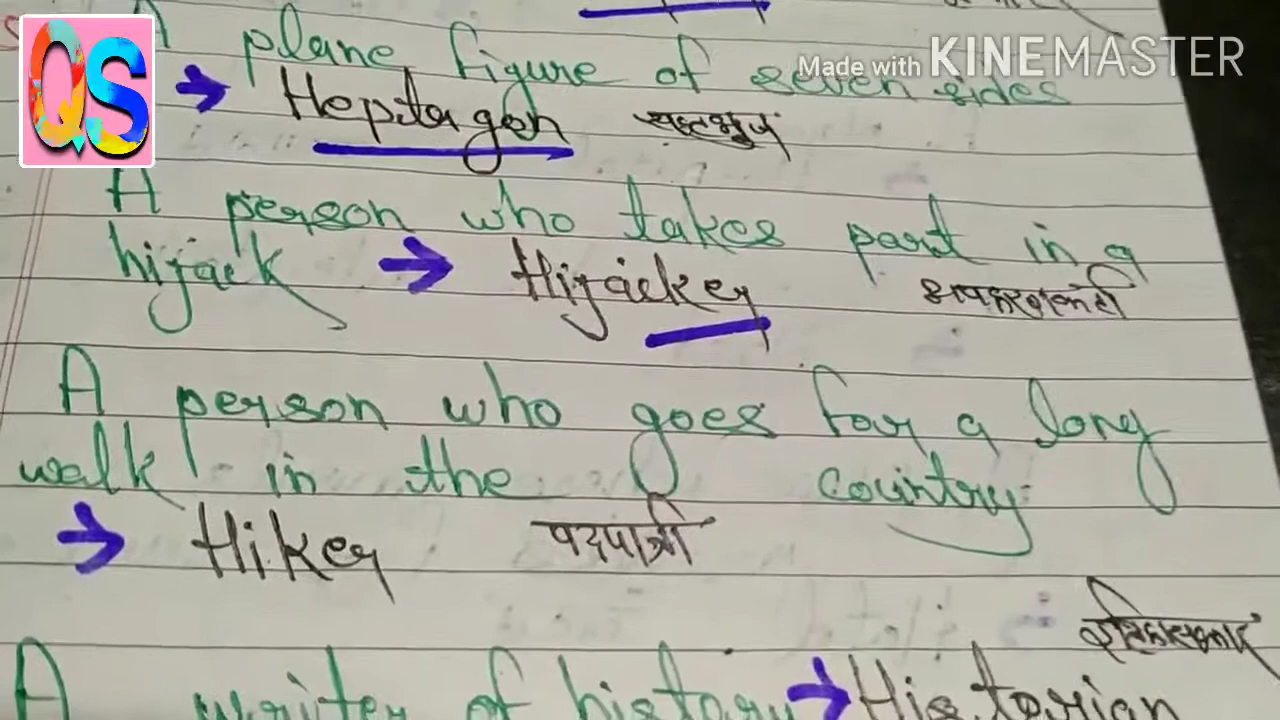 QS
Made with KINEMASTER
A plane figure of seven sides
→ Heptagon सप्तभुज
A person who takes part in a
hijack → Hijacker अपहरणकर्ता
A person who goes for a long
walk in the country
→ Hiker पदयात्री
इतिहासकार
A writer of history → Historian